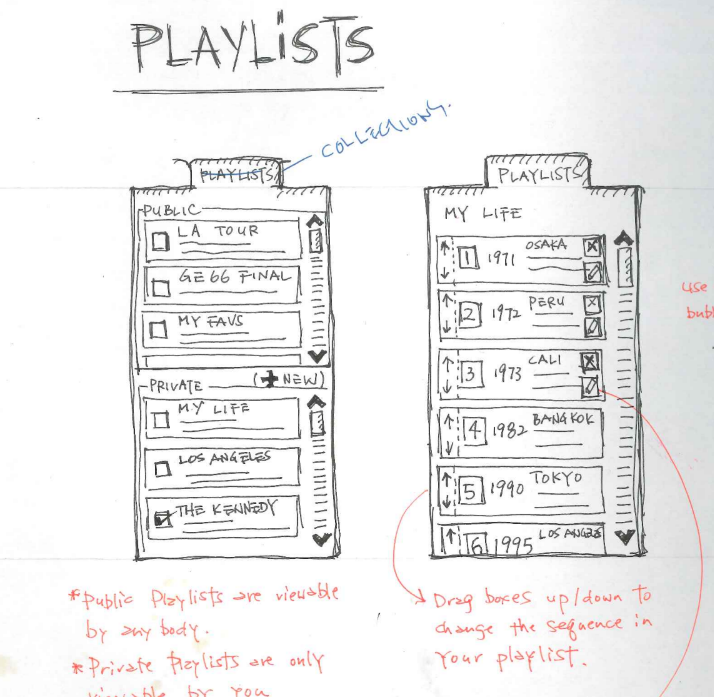 PLAYLISTS
COLLECTIONS.
PLAYLISTS
PUBLIC
LA TOUR
GE 66 FINAL
MY FAVS
PRIVATE
(+ NEW)
MY LIFE
LOS ANGELES
THE KENNEDY
*Public Playlists are viewable
by anybody.
*Private Playlists are only
viewable by you
PLAYLISTS
MY LIFE
1 1971 OSAKA
2 1972 PERU
3 1973 CALI
4 1982 BANGKOK
5 1990 TOKYO
6 1995 LOS ANGELES
Drag boxes up/down to
change the sequence in
your playlist.
use